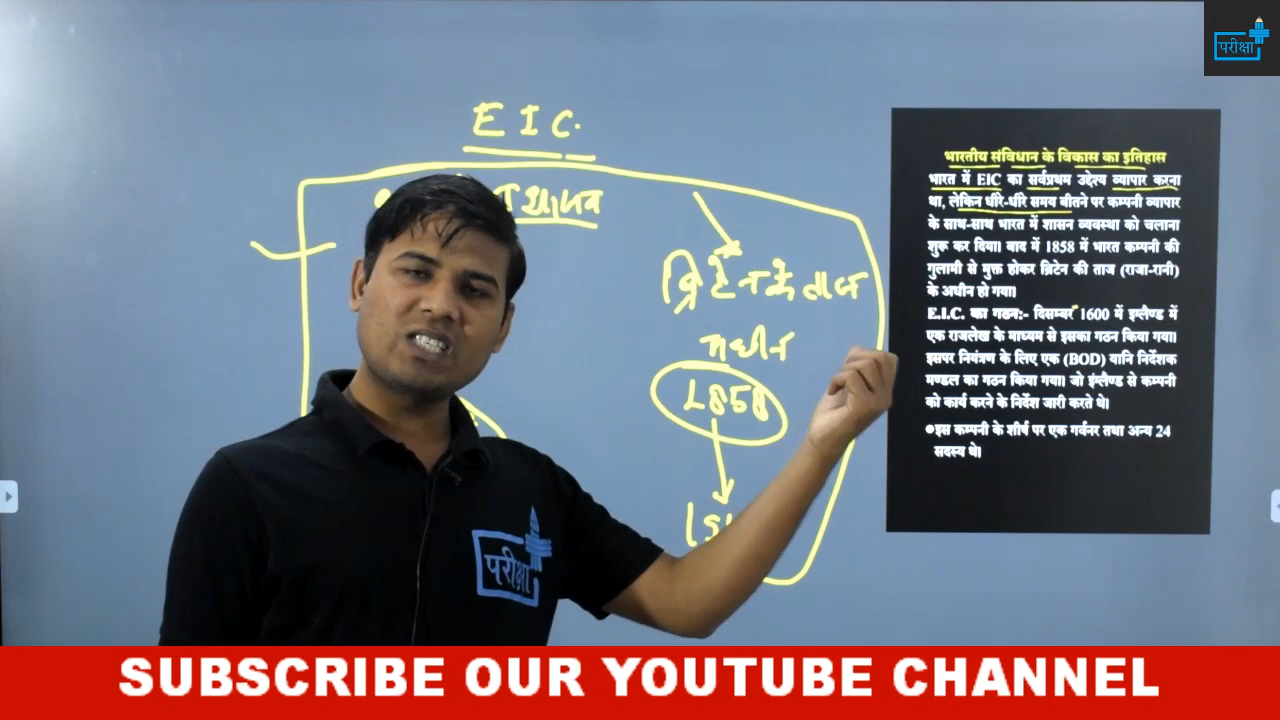 परीक्षा
E I C.
ब्रिटेन के ताज
अधीन
1858
परीक्षा
भारतीय संविधान के विकास का इतिहास
भारत में EIC का सर्वप्रथम उद्देश्य व्यापार करना
था, लेकिन धीरे-धीरे समय बीतने पर कम्पनी व्यापार
के साथ-साथ भारत में शासन व्यवस्था को चलाना
शुरू कर दिया। बाद में 1858 में भारत कम्पनी की
गुलामी से मुक्त होकर ब्रिटेन की ताज (राजा-रानी)
के अधीन हो गया।
E.I.C. का गठन:- दिसम्बर 1600 में इंग्लैण्ड में
एक राजलेख के माध्यम से इसका गठन किया गया।
इसपर नियंत्रण के लिए एक (BOD) यानि निर्देशक
मण्डल का गठन किया गया। जो इंग्लैण्ड से कम्पनी
को कार्य करने के निर्देश जारी करते थे।
●इस कम्पनी के शीर्ष पर एक गर्वनर तथा अन्य 24
सदस्य थे।
SUBSCRIBE OUR YOUTUBE CHANNEL